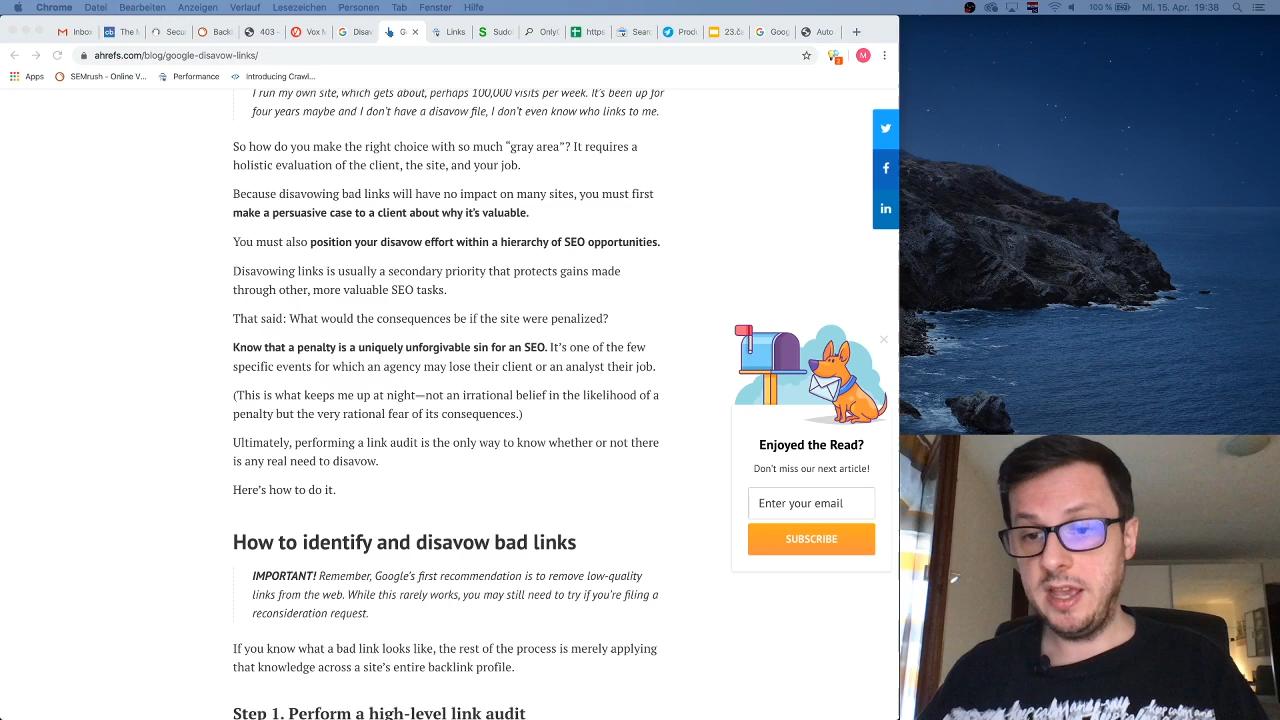 Chrome Datei Bearbeiten Anzeigen Verlauf Lesezeichen Personen Tab Fenster Hilfe 100 % Mi. 15. Apr. 19:38
Inbox The M Secu Backl 403 Vox M Disav G Links Sudo Only( https Searc Produ 23.ča Goog Auto
ahrefs.com/blog/google-disavow-links/ 2 M
Apps SEMrush - Online V... Performance Introducing Crawl...
I run my own site, which gets about, perhaps 100,000 visits per week. It's been up for
four years maybe and I don't have a disavow file, I don't even know who links to me.
So how do you make the right choice with so much “gray area”? It requires a
holistic evaluation of the client, the site, and your job.
Because disavowing bad links will have no impact on many sites, you must first
make a persuasive case to a client about why it’s valuable.
You must also position your disavow effort within a hierarchy of SEO opportunities.
Disavowing links is usually a secondary priority that protects gains made
through other, more valuable SEO tasks.
That said: What would the consequences be if the site were penalized?
Know that a penalty is a uniquely unforgivable sin for an SEO. It’s one of the few
specific events for which an agency may lose their client or an analyst their job.
(This is what keeps me up at night—not an irrational belief in the likelihood of a
penalty but the very rational fear of its consequences.)
Ultimately, performing a link audit is the only way to know whether or not there
is any real need to disavow.
Here’s how to do it.
How to identify and disavow bad links
IMPORTANT! Remember, Google’s first recommendation is to remove low-quality
links from the web. While this rarely works, you may still need to try if you’re filing a
reconsideration request.
If you know what a bad link looks like, the rest of the process is merely applying
that knowledge across a site’s entire backlink profile.
Step 1. Perform a high-level link audit
Enjoyed the Read?
Don’t miss our next article!
Enter your email
SUBSCRIBE